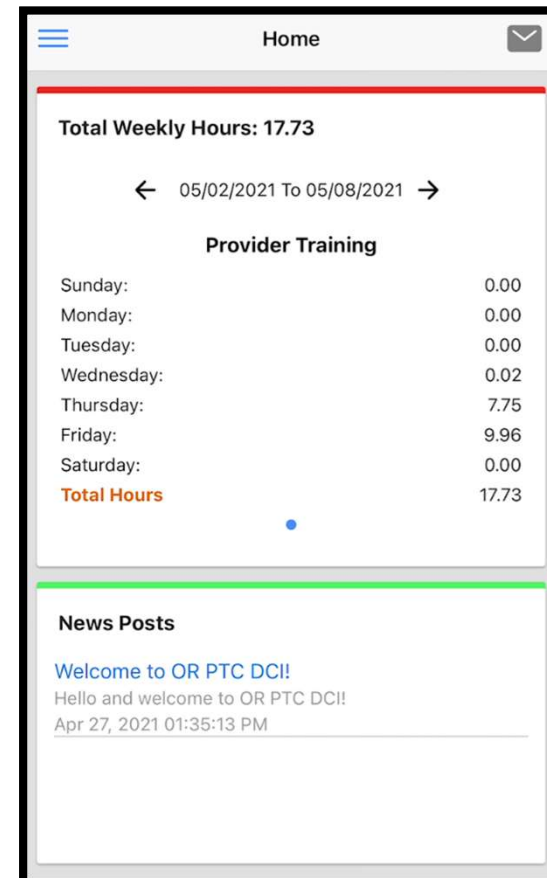 Home
Total Weekly Hours: 17.73
05/02/2021 To 05/08/2021
Provider Training
Sunday: 0.00
Monday: 0.00
Tuesday: 0.00
Wednesday: 0.02
Thursday: 7.75
Friday: 9.96
Saturday: 0.00
Total Hours 17.73
News Posts
Welcome to OR PTC DCI!
Hello and welcome to OR PTC DCI!
Apr 27, 2021 01:35:13 PM